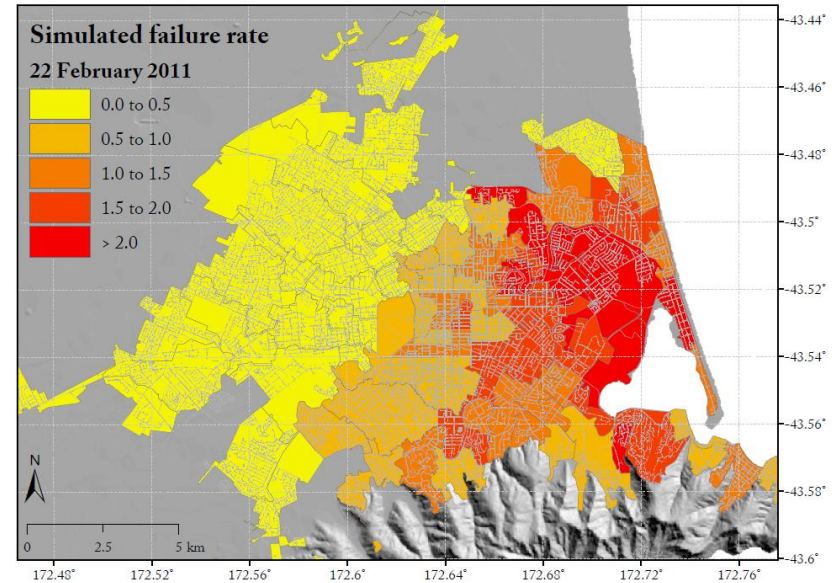 Simulated failure rate
22 February 2011
0.0 to 0.5
0.5 to 1.0
1.0 to 1.5
1.5 to 2.0
> 2.0
N
0 2.5 5 km
-43.44°
-43.46°
-43.48°
-43.5°
-43.52°
-43.54°
-43.56°
-43.58°
-43.6°
172.48° 172.52° 172.56° 172.6° 172.64° 172.68° 172.72° 172.76°